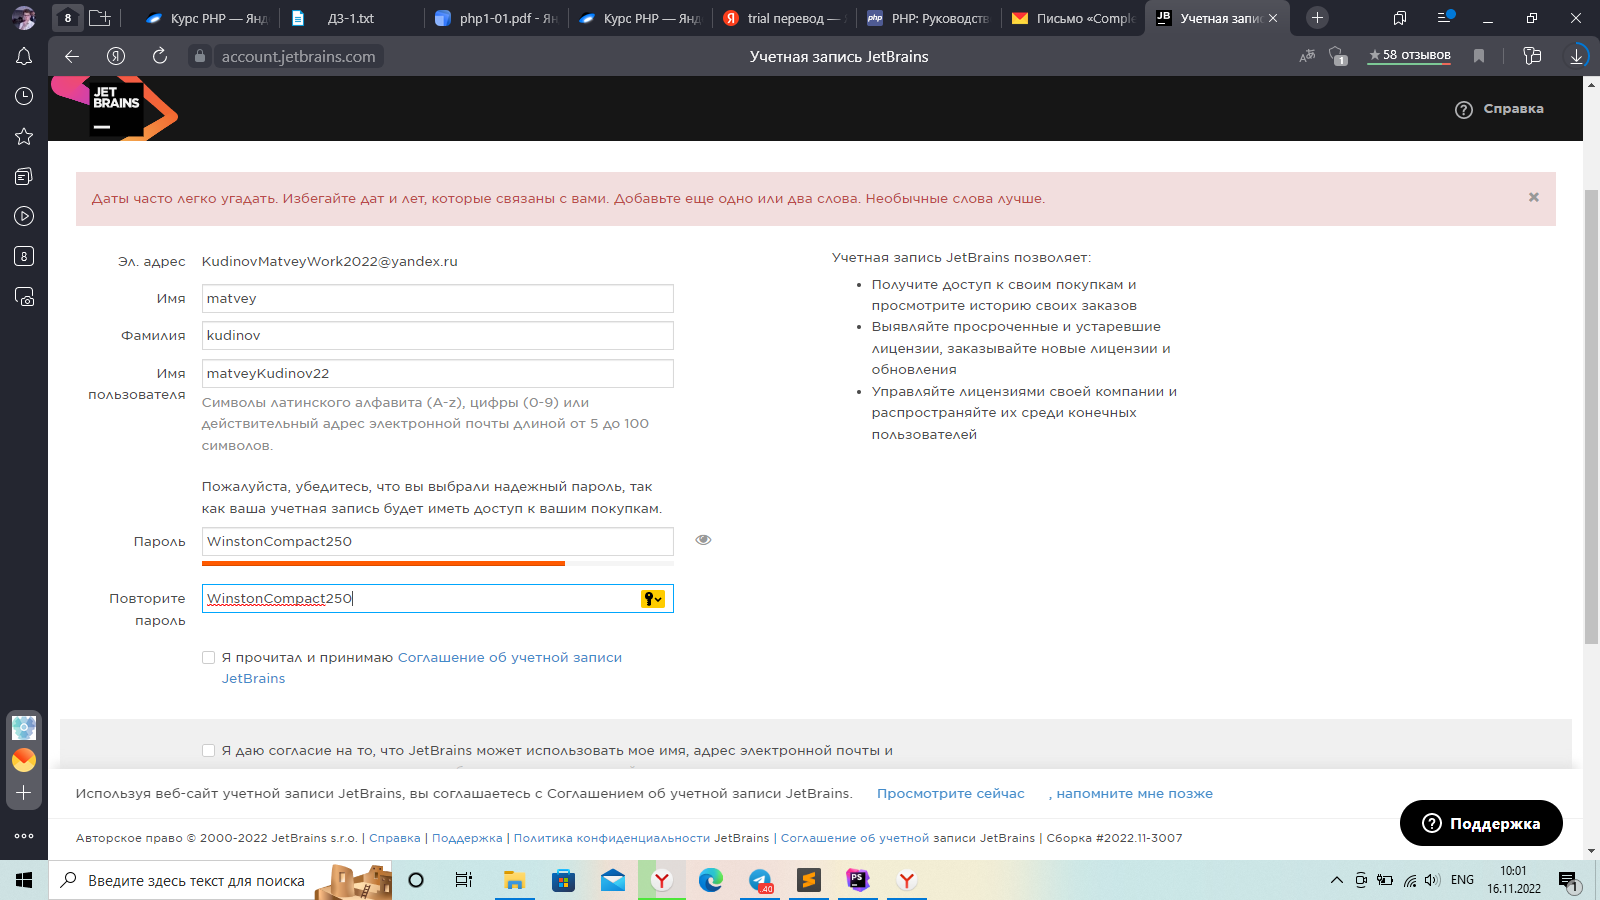 8
Курс PHP — Янд
ДЗ-1.txt
php1-01.pdf - Ян
Курс PHP — Янд
trial перевод —
php
PHP: Руководств
Письмо «Comple
JB
Учетная запис
account.jetbrains.com
Учетная запись JetBrains
1
★58 отзывов
JET
BRAINS
Справка
Даты часто легко угадать. Избегайте дат и лет, которые связаны с вами. Добавьте еще одно или два слова. Необычные слова лучше.
8
Эл. адрес KudinovMatveyWork2022@yandex.ru
Имя matvey
Фамилия kudinov
Имя пользователя matveyKudinov22
Символы латинского алфавита (A-z), цифры (0-9) или
действительный адрес электронной почты длиной от 5 до 100
символов.
Пожалуйста, убедитесь, что вы выбрали надежный пароль, так
как ваша учетная запись будет иметь доступ к вашим покупкам.
Пароль WinstonCompact250
Повторите пароль WinstonCompact250
Я прочитал и принимаю Соглашение об учетной записи
JetBrains
Учетная запись JetBrains позволяет:
• Получите доступ к своим покупкам и
просмотрите историю своих заказов
• Выявляйте просроченные и устаревшие
лицензии, заказывайте новые лицензии и
обновления
• Управляйте лицензиями своей компании и
распространяйте их среди конечных
пользователей
Я даю согласие на то, что JetBrains может использовать мое имя, адрес электронной почты и
Используя веб-сайт учетной записи JetBrains, вы соглашаетесь с Соглашением об учетной записи JetBrains. Просмотрите сейчас , напомните мне позже
Авторское право © 2000-2022 JetBrains s.r.o. | Справка | Поддержка | Политика конфиденциальности JetBrains | Соглашение об учетной записи JetBrains | Сборка #2022.11-3007
Поддержка
Введите здесь текст для поиска
40
PS
ENG
10:01
16.11.2022
1